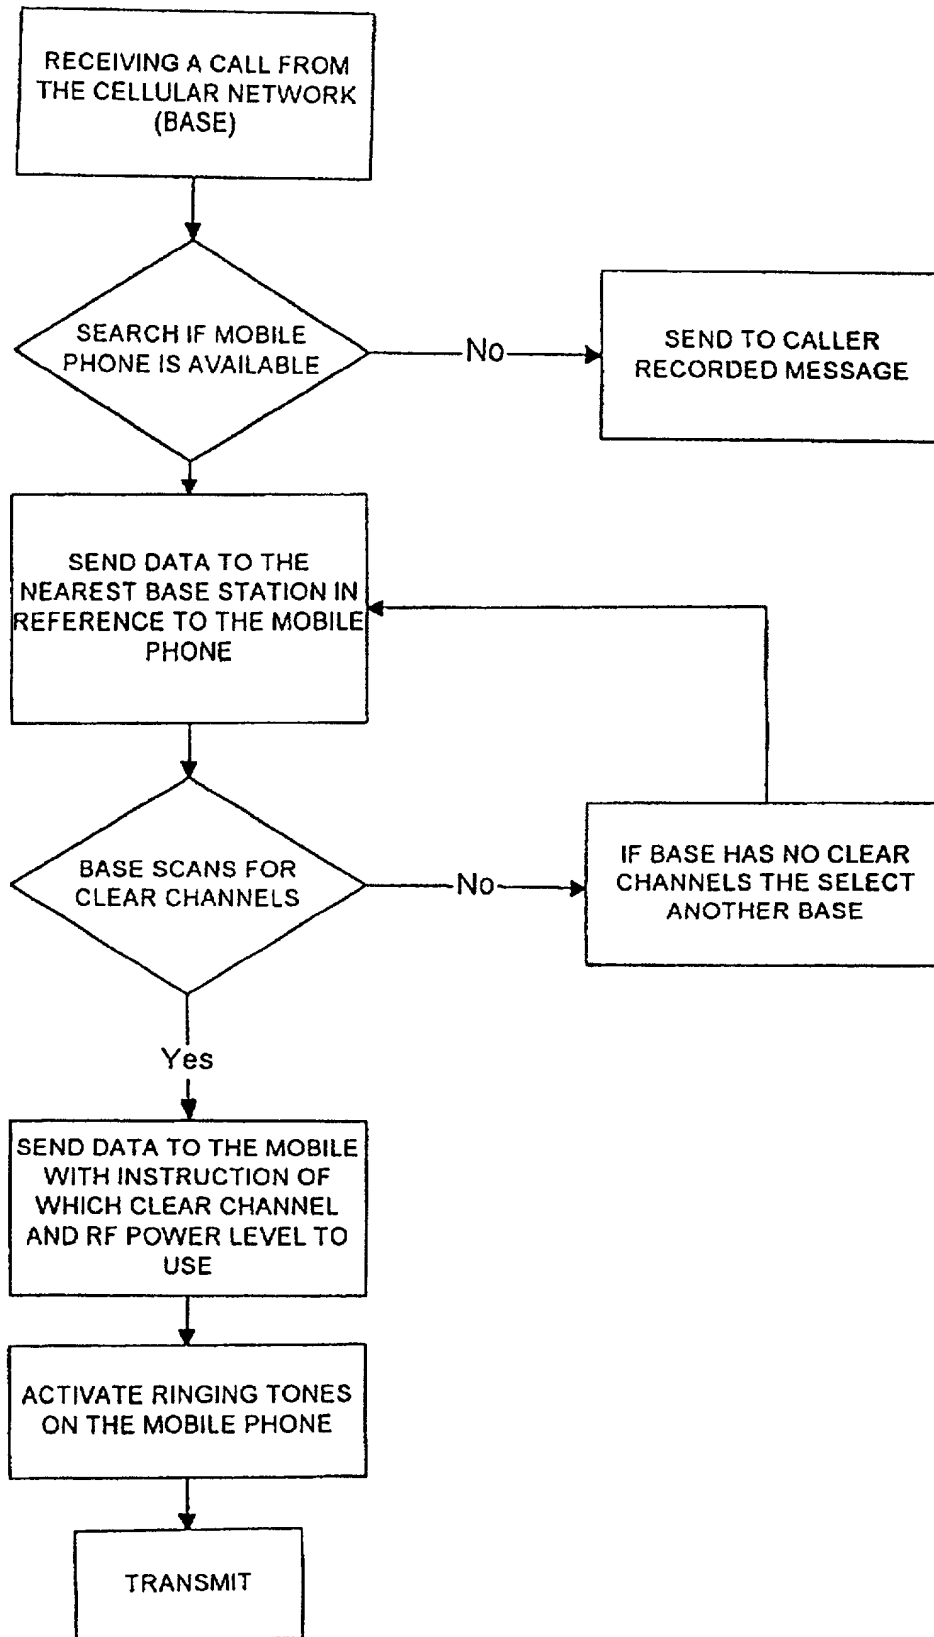 RECEIVING A CALL FROM
THE CELLULAR NETWORK
(BASE)
SEARCH IF MOBILE
PHONE IS AVAILABLE
No
SEND TO CALLER
RECORDED MESSAGE
SEND DATA TO THE
NEAREST BASE STATION IN
REFERENCE TO THE MOBILE
PHONE
BASE SCANS FOR
CLEAR CHANNELS
No
IF BASE HAS NO CLEAR
CHANNELS THE SELECT
ANOTHER BASE
Yes
SEND DATA TO THE MOBILE
WITH INSTRUCTION OF
WHICH CLEAR CHANNEL
AND RF POWER LEVEL TO
USE
ACTIVATE RINGING TONES
ON THE MOBILE PHONE
TRANSMIT